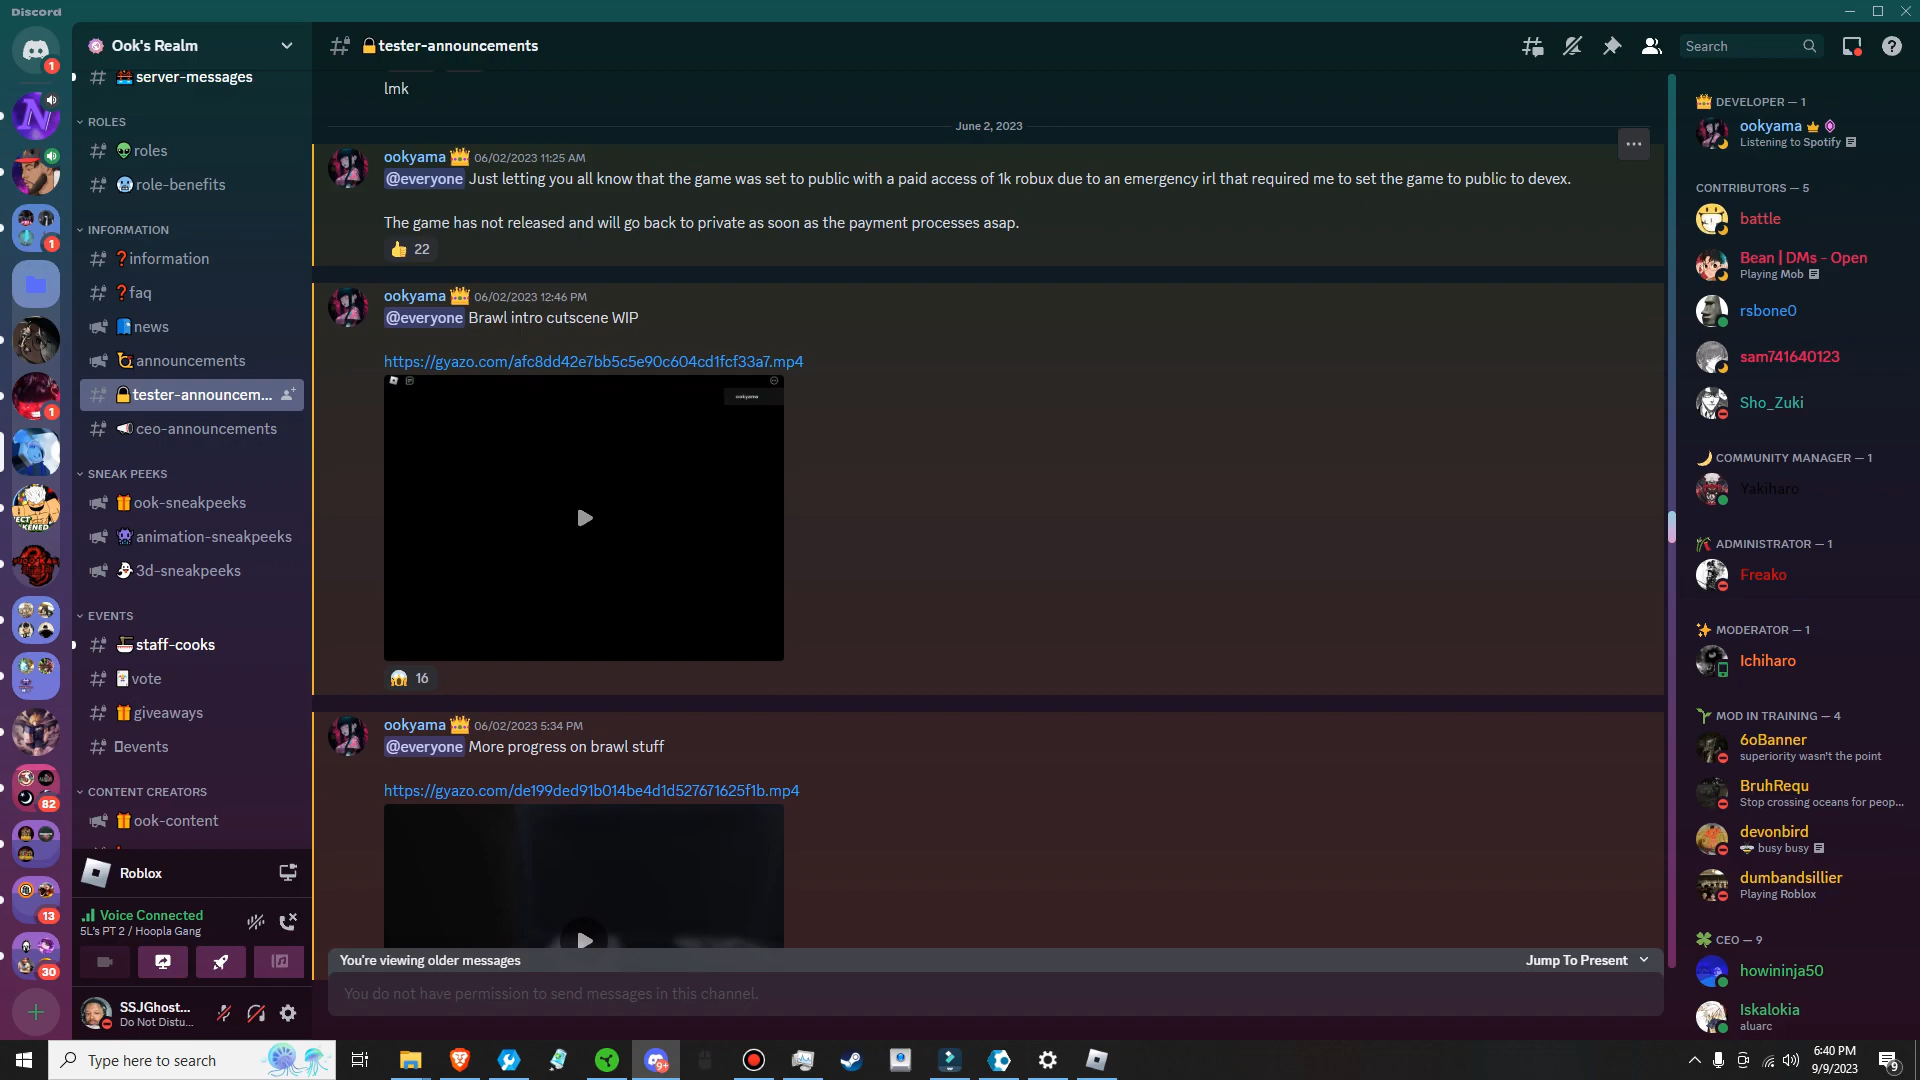 Discord
Ook's Realm
server-messages
ROLES
roles
role-benefits
INFORMATION
information
faq
news
announcements
tester-announcem...
ceo-announcements
SNEAK PEEKS
ook-sneakpeeks
animation-sneakpeeks
3d-sneakpeeks
EVENTS
staff-cooks
vote
giveaways
events
CONTENT CREATORS
ook-content
Roblox
Voice Connected
5L's PT 2 / Hoopla Gang
SSJGhost...
Do Not Distu...
1
1
1
82
13
30
tester-announcements
Search
lmk
June 2, 2023
ookyama 06/02/2023 11:25 AM
@everyone Just letting you all know that the game was set to public with a paid access of 1k robux due to an emergency irl that required me to set the game to public to devex.
The game has not released and will go back to private as soon as the payment processes asap.
22
ookyama 06/02/2023 12:46 PM
@everyone Brawl intro cutscene WIP
https://gyazo.com/afc8dd42e7bb5c5e90c604cd1fcf33a7.mp4
ookyama
16
ookyama 06/02/2023 5:34 PM
@everyone More progress on brawl stuff
https://gyazo.com/de199ded91b014be4d1d527671625f1b.mp4
You're viewing older messages
Jump To Present
You do not have permission to send messages in this channel.
DEVELOPER — 1
ookyama
Listening to Spotify
CONTRIBUTORS — 5
battle
Bean | DMs - Open
Playing Mob
rsbone0
sam741640123
Sho_Zuki
COMMUNITY MANAGER — 1
Yakiharo
ADMINISTRATOR — 1
Freako
MODERATOR — 1
Ichiharo
MOD IN TRAINING — 4
6oBanner
superiority wasn't the point
BruhRequ
Stop crossing oceans for peop...
devonbird
busy busy
dumbandsillier
Playing Roblox
CEO — 9
howininja50
Iskalokia
aluarc
Type here to search
9+
6:40 PM
9/9/2023
9